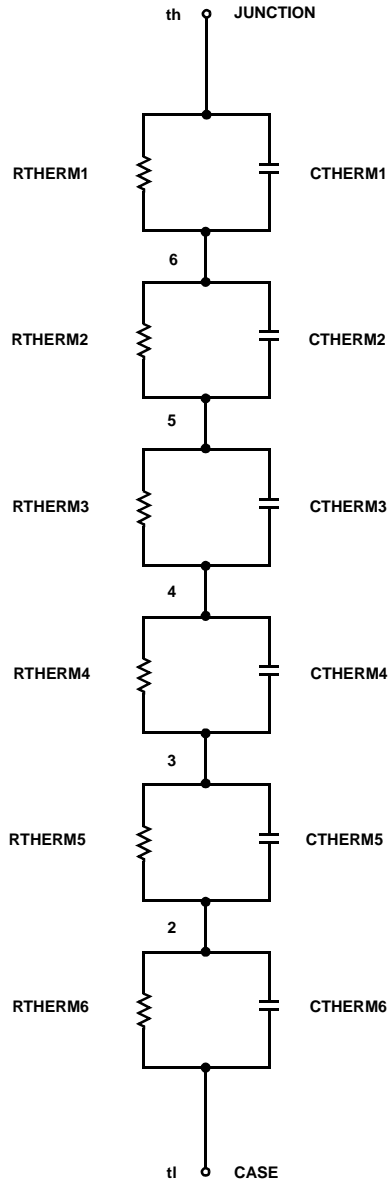 th JUNCTION
RTHERM1 CTHERM1
6
RTHERM2 CTHERM2
5
RTHERM3 CTHERM3
4
RTHERM4 CTHERM4
3
RTHERM5 CTHERM5
2
RTHERM6 CTHERM6
tl CASE